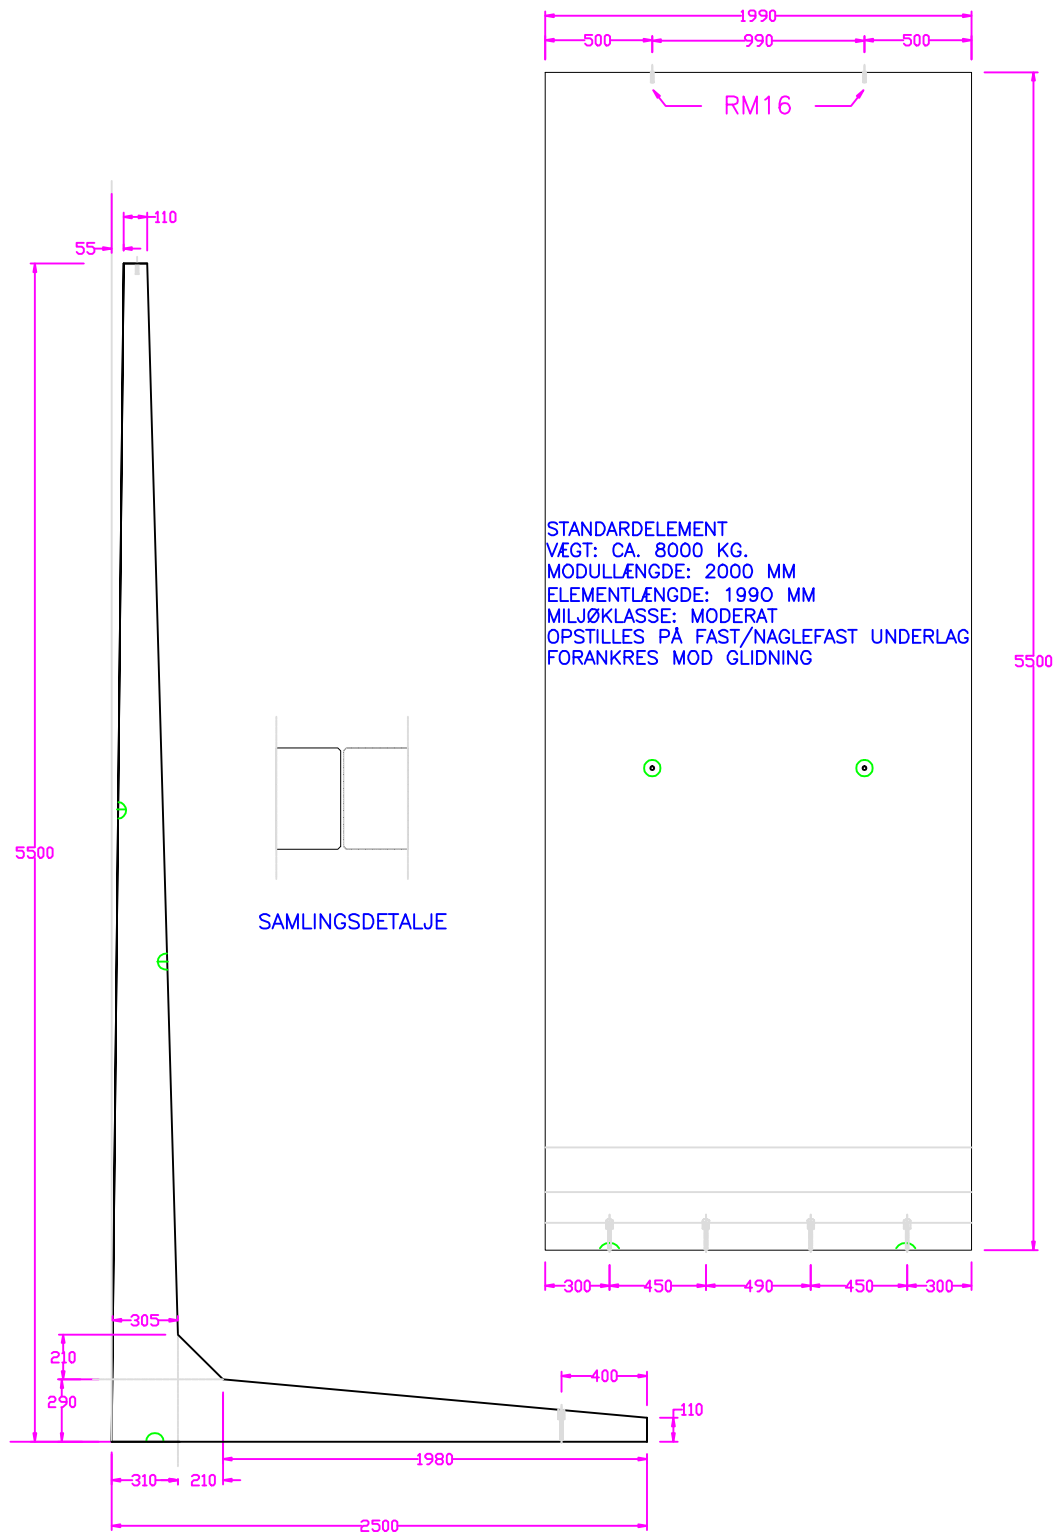 1990
500
990
500
RM16
110
55
STANDARDELEMENT
VÆGT: CA. 8000 KG.
MODULLÆNGDE: 2000 MM
ELEMENTLÆNGDE: 1990 MM
MILJØKLASSE: MODERAT
OPSTILLES PÅ FAST/NAGLEFAST UNDERLAG
FORANKRES MOD GLIDNING
5500
5500
SAMLINGSDETALJE
300
450
490
450
300
305
210
290
400
110
1980
310
210
2500